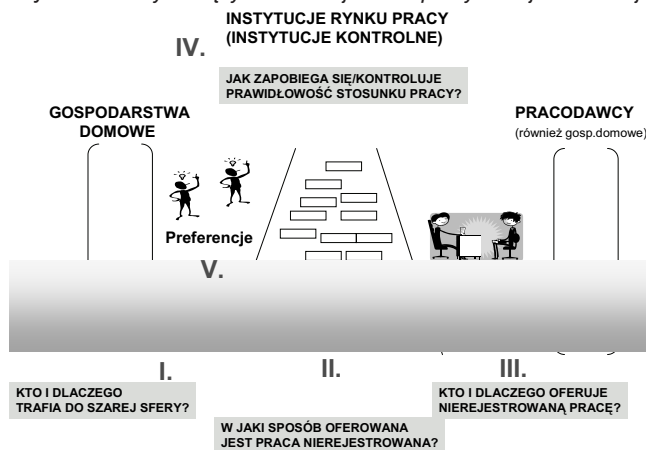 INSTYTUCJE RYNKU PRACY
(INSTYTUCJE KONTROLNE)
IV.
JAK ZAPOBIEGA SIĘ/KONTROLUJE
PRAWIDŁOWOŚĆ STOSUNKU PRACY?
GOSPODARSTWA
DOMOWE
PRACODAWCY
(również gosp.domowe)
Preferencje
V.
I.
II.
III.
KTO I DLACZEGO
TRAFIA DO SZAREJ SFERY?
KTO I DLACZEGO OFERUJE
NIEREJESTROWANĄ PRACĘ?
W JAKI SPOSÓB OFEROWANA
JEST PRACA NIEREJESTROWANA?